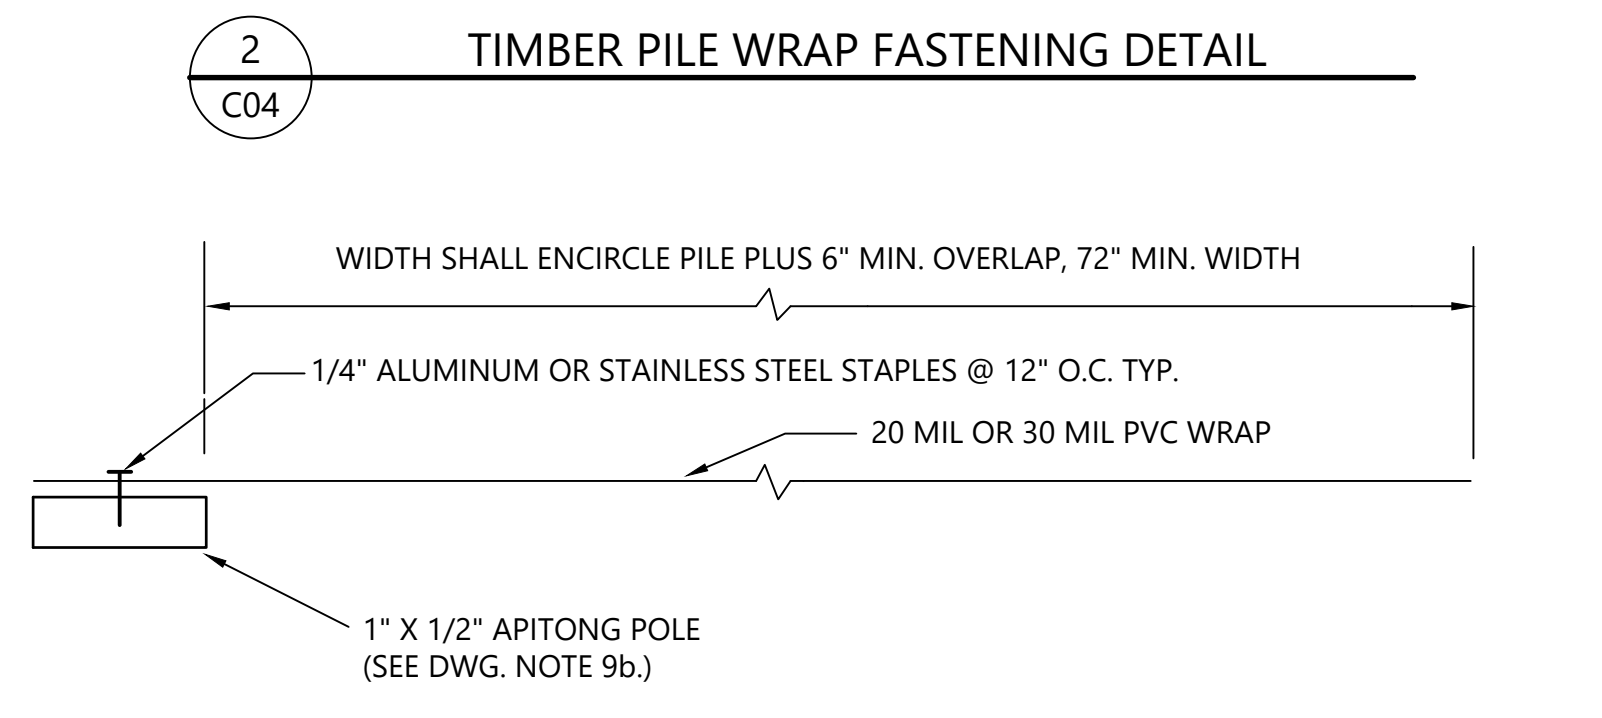 2
TIMBER PILE WRAP FASTENING DETAIL
C04
WIDTH SHALL ENCIRCLE PILE PLUS 6" MIN. OVERLAP, 72" MIN. WIDTH
1/4" ALUMINUM OR STAINLESS STEEL STAPLES @ 12" O.C. TYP.
20 MIL OR 30 MIL PVC WRAP
1" X 1/2" APITONG POLE
(SEE DWG. NOTE 9b.)